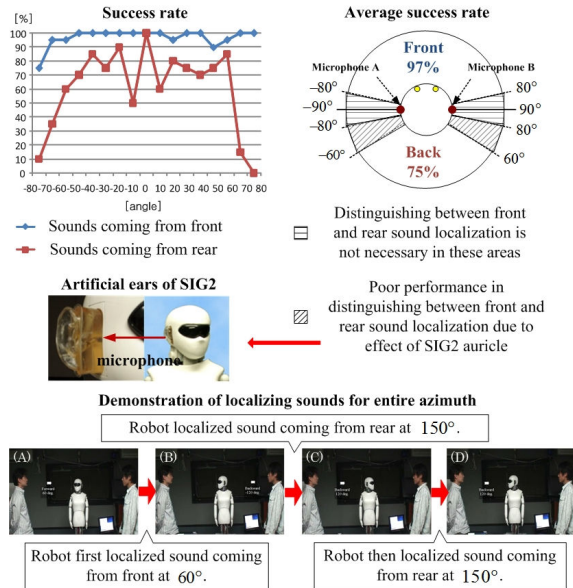 Success rate
[%]
100
90
80
70
60
50
40
30
20
10
0
-80-70-60-50-40-30-20-10 0 10 20 30 40 50 60 70 80
[angle]
Sounds coming from front
Sounds coming from rear
Average success rate
Front
97%
Microphone A
Microphone B
−80°
80°
−90°
90°
−80°
80°
−60°
60°
Back
75%
Distinguishing between front
and rear sound localization is
not necessary in these areas
Artificial ears of SIG2
microphone
Poor performance in
distinguishing between front and
rear sound localization due to
effect of SIG2 auricle
Demonstration of localizing sounds for entire azimuth
Robot localized sound coming from rear at 150°.
(A)
(B)
(C)
(D)
Robot first localized sound coming
from front at 60°.
Robot then localized sound coming
from rear at 150°.